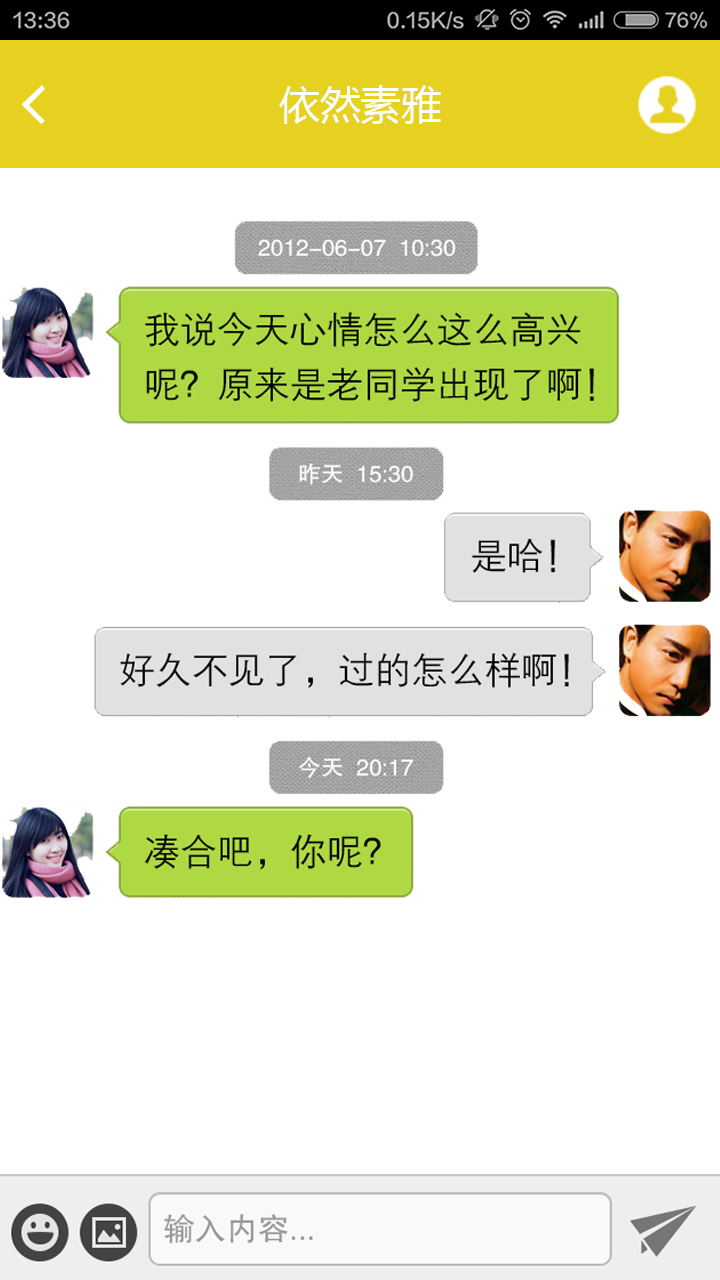 13:36 0.15K/s 76%
依然素雅
2012-06-07 10:30
我说今天心情怎么这么高兴
呢？原来是老同学出现了啊！
昨天 15:30
是哈！
好久不见了，过的怎么样啊！
今天 20:17
凑合吧，你呢？
输入内容...